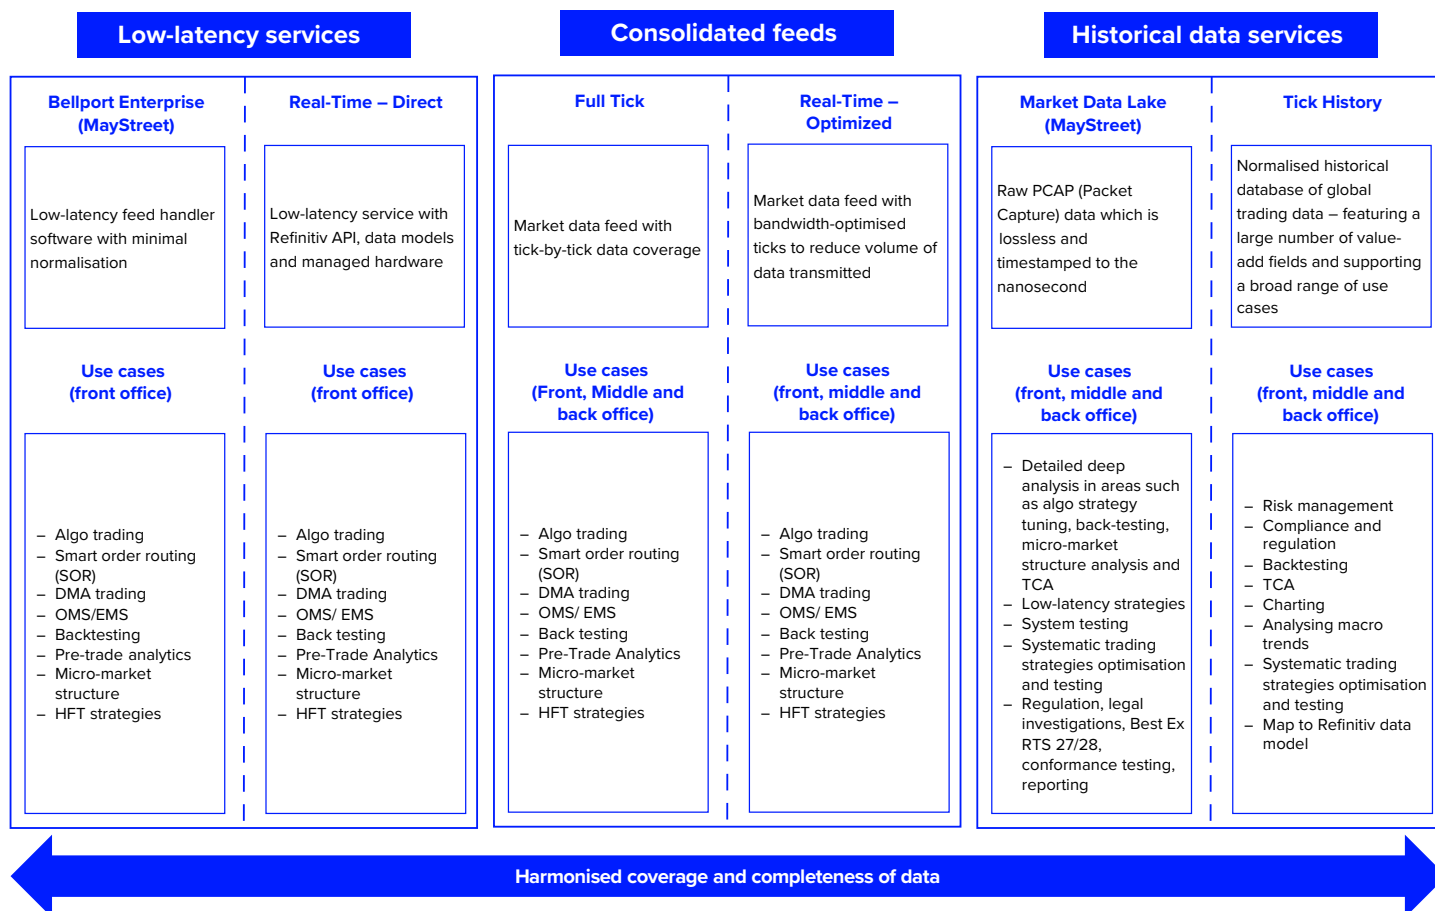 Low-latency services
Bellport Enterprise
(MayStreet)
Low-latency feed handler
software with minimal
normalisation
Use cases
(front office)
– Algo trading
– Smart order routing
(SOR)
– DMA trading
– OMS/EMS
– Backtesting
– Pre-trade analytics
– Micro-market
structure
– HFT strategies
Real-Time – Direct
Low-latency service with
Refinitiv API, data models
and managed hardware
Use cases
(front office)
– Algo trading
– Smart order routing
(SOR)
– DMA trading
– OMS/ EMS
– Back testing
– Pre-Trade Analytics
– Micro-market
structure
– HFT strategies
Consolidated feeds
Full Tick
Market data feed with
tick-by-tick data coverage
Use cases
(Front, Middle and
back office)
– Algo trading
– Smart order routing
(SOR)
– DMA trading
– OMS/ EMS
– Back testing
– Pre-Trade Analytics
– Micro-market
structure
– HFT strategies
Real-Time –
Optimized
Market data feed with
bandwidth-optimised
ticks to reduce volume of
data transmitted
Use cases
(front, middle and
back office)
– Algo trading
– Smart order routing
(SOR)
– DMA trading
– OMS/ EMS
– Back testing
– Pre-Trade Analytics
– Micro-market
structure
– HFT strategies
Historical data services
Market Data Lake
(MayStreet)
Raw PCAP (Packet
Capture) data which is
lossless and
timestamped to the
nanosecond
Use cases
(front, middle and
back office)
– Detailed deep
analysis in areas such
as algo strategy
tuning, back-testing,
micro-market
structure analysis and
TCA
– Low-latency strategies
– System testing
– Systematic trading
strategies optimisation
and testing
– Regulation, legal
investigations, Best Ex
RTS 27/28,
conformance testing,
reporting
Tick History
Normalised historical
database of global
trading data – featuring a
large number of value-
add fields and supporting
a broad range of use
cases
Use cases
(front, middle and
back office)
– Risk management
– Compliance and
regulation
– Backtesting
– TCA
– Charting
– Analysing macro
trends
– Systematic trading
strategies optimisation
and testing
– Map to Refinitiv data
model
Harmonised coverage and completeness of data